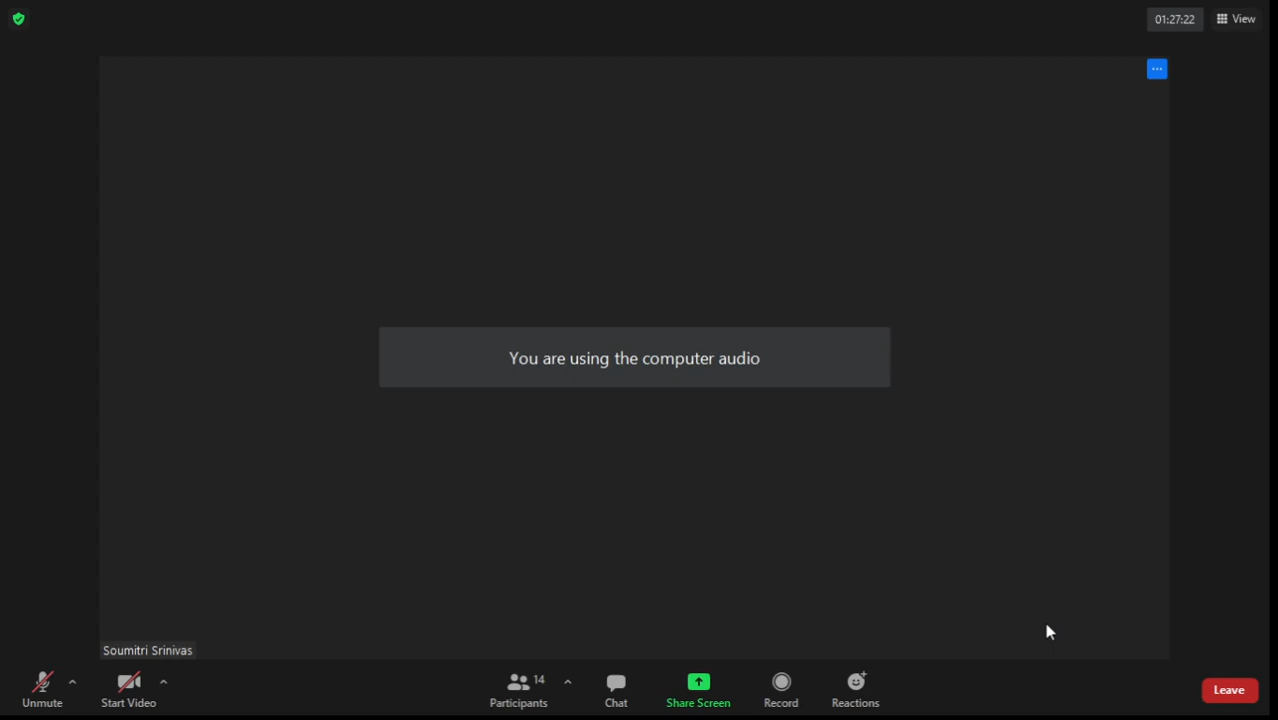 01:27:22 View
You are using the computer audio
Soumitri Srinivas
Unmute Start Video 14 Participants Chat Share Screen Record Reactions Leave